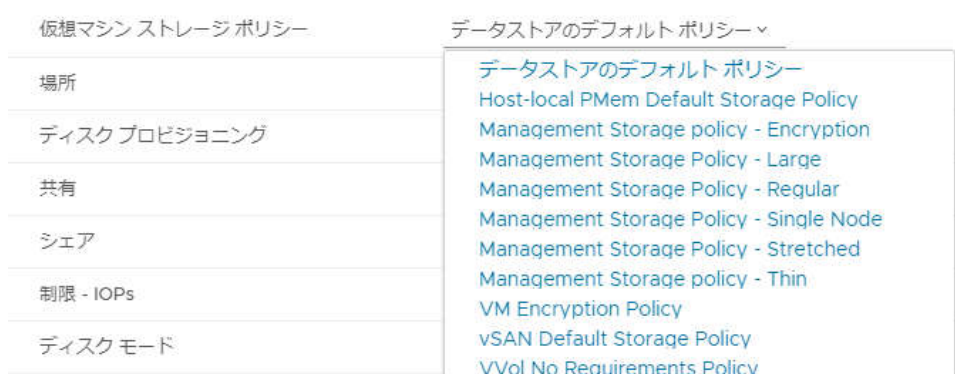 仮想マシン ストレージ ポリシー
データストアのデフォルト ポリシー
場所
ディスク プロビジョニング
共有
シェア
制限 - IOPs
ディスク モード
データストアのデフォルト ポリシー
Host-local PMem Default Storage Policy
Management Storage policy - Encryption
Management Storage Policy - Large
Management Storage Policy - Regular
Management Storage Policy - Single Node
Management Storage Policy - Stretched
Management Storage policy - Thin
VM Encryption Policy
vSAN Default Storage Policy
VVol No Requirements Policy